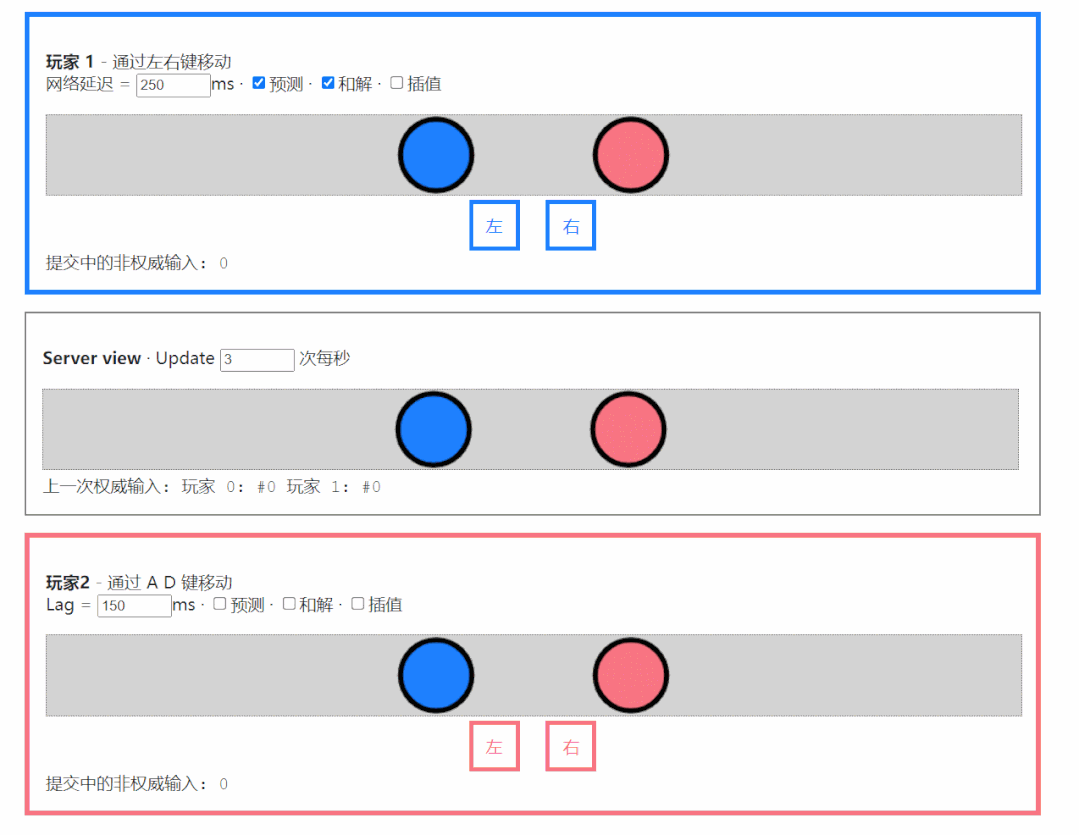 玩家 1 - 通过左右键移动
网络延迟 = 250 ms · 预测 · 和解 · 插值
左 右
提交中的非权威输入: 0
Server view · Update 3 次每秒
上一次权威输入: 玩家 0: #0 玩家 1: #0
玩家2 - 通过 A D 键移动
Lag = 150 ms · 预测 · 和解 · 插值
左 右
提交中的非权威输入: 0